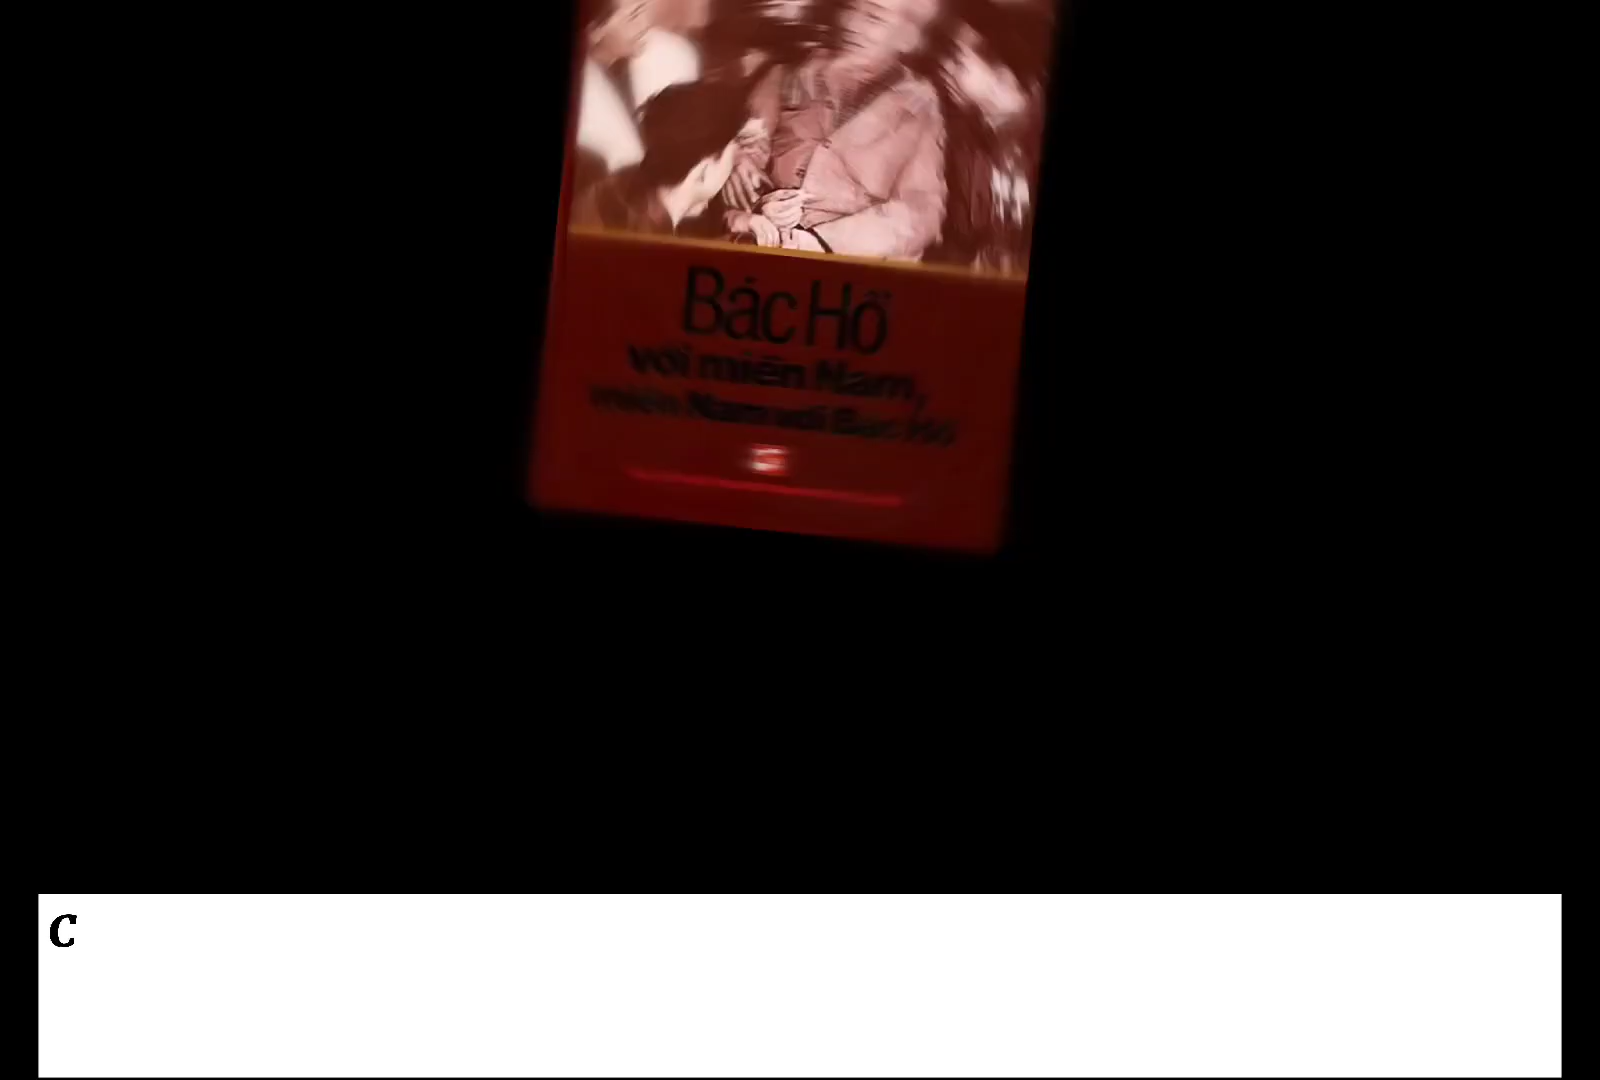 Bác Hồ
với miền Nam,
miền Nam với Bác Hồ
C